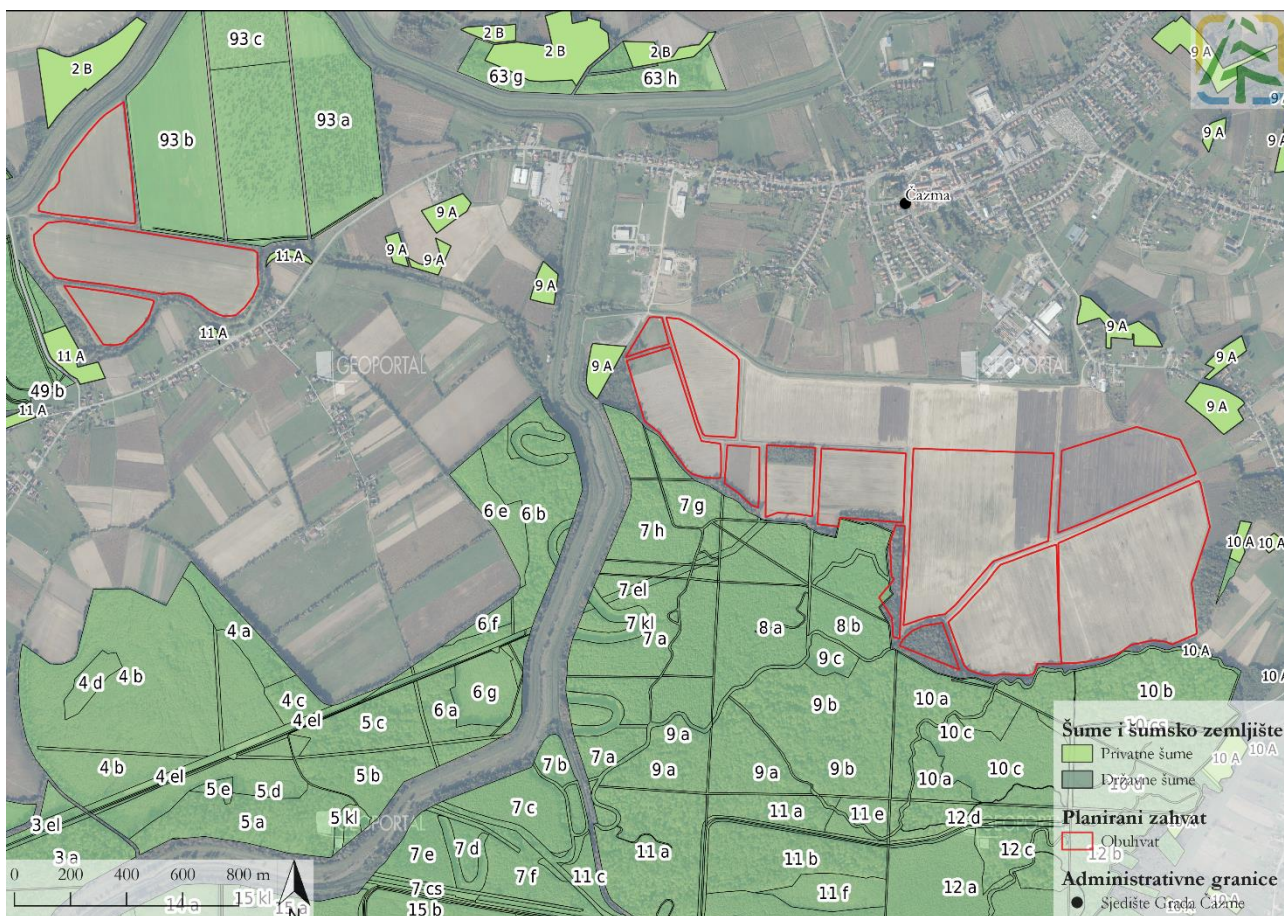 93 c
2 B
2 B
2 B
9 A
63 g
63 h
93 a
93 b
9 A
9 A
Čazma
9 A
11 A
9 A
9 A
9 A
9 A
11 A
GEOPORTAL
GEOPORTAL
9 A
11 A
9 A
49 b
9 A
11 A
6 e
6 b
7 g
7 h
10 A
10 A
7 el
4 a
6 f
7 kl
7 a
8 a
8 b
10 A
9 c
4 d
4 b
6 g
4 c
6 a
9 b
10 a
10 b
4 el
5 c
9 a
10 c
Šume i šumsko zemljište
Privatne šume
Državne šume
Planirani zahvat
Obuhvat
Administrativne granice
Sjedište Grada Čazme
4 b
4 el
5 b
7 b
7 a
9 a
9 a
9 b
10 a
10 c
10 A
5 e
5 d
7 c
11 a
11 e
12 d
3 el
5 a
5 kl
GEOPORTAL
3 a
7 e
7 d
11 a
11 b
12 c
12 b
7 f
11 c
11 f
12 a
7 cs
15 b
14 a
15 kl
15 a
0 200 400 600 800 m
N